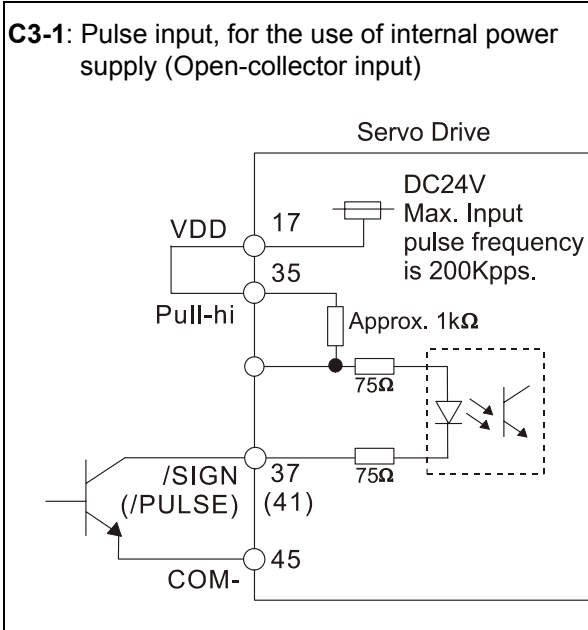 C3-1: Pulse input, for the use of internal power
supply (Open-collector input)
Servo Drive
DC24V
Max. Input
pulse frequency
is 200Kpps.
VDD
17
35
Pull-hi
Approx. 1kΩ
75Ω
75Ω
/SIGN
37
(/PULSE)
(41)
45
COM-